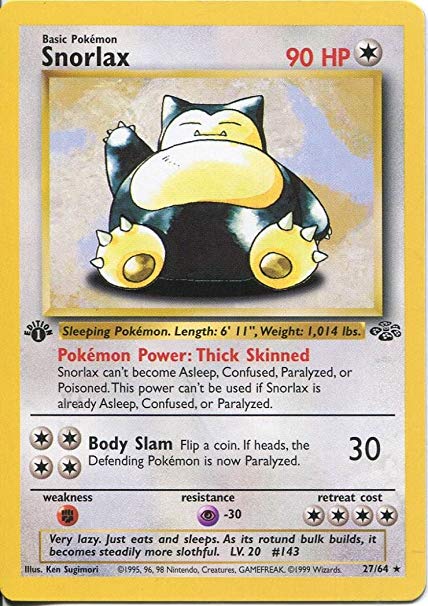 Basic Pokémon
Snorlax
90 HP
EDITION
1
Sleeping Pokémon. Length: 6' 11", Weight: 1,014 lbs.
Pokémon Power: Thick Skinned
Snorlax can't become Asleep, Confused, Paralyzed, or
Poisoned. This power can't be used if Snorlax is
already Asleep, Confused, or Paralyzed.
Body Slam Flip a coin. If heads, the
Defending Pokémon is now Paralyzed.
30
weakness
resistance
retreat cost
-30
Very lazy. Just eats and sleeps. As its rotund bulk builds, it
becomes steadily more slothful. LV. 20 #143
Illus. Ken Sugimori
©1995, 96, 98 Nintendo, Creatures, GAMEFREAK. ©1999 Wizards.
27/64 ★